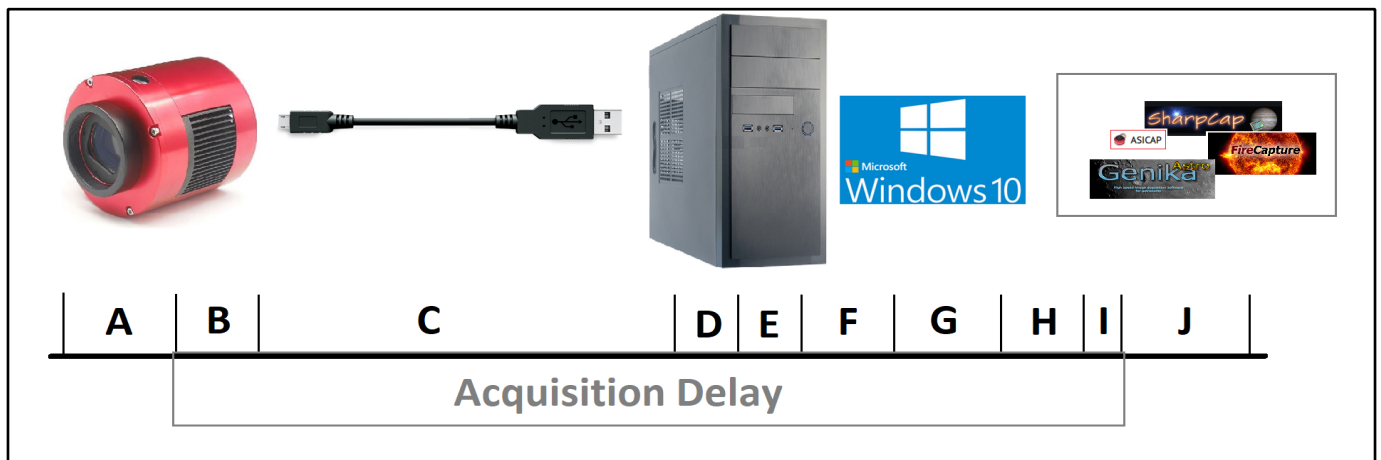 Microsoft
Windows 10
SharpCap
ASICAP
FireCapture
Astro
Genika
A B C D E F G H I J
Acquisition Delay